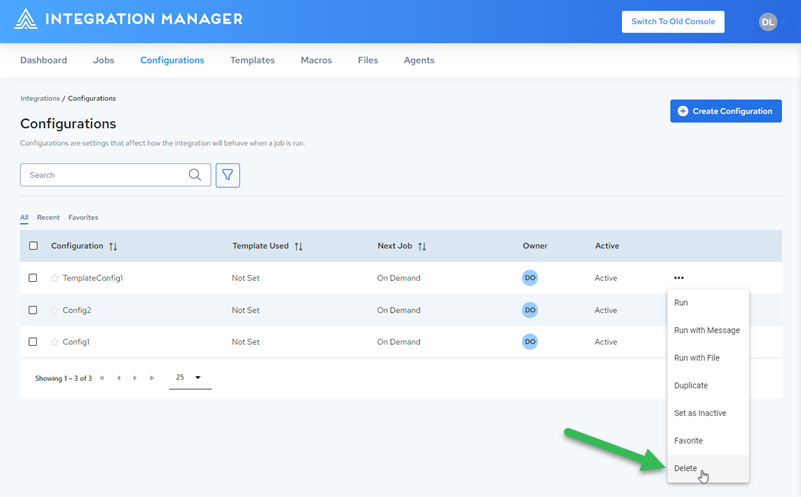 INTEGRATION MANAGER
Switch To Old Console
DL
Dashboard Jobs Configurations Templates Macros Files Agents
Integrations / Configurations
Create Configuration
Configurations
Configurations are settings that affect how the integration will behave when a job is run.
Search
All Recent Favorites
Configuration Template Used Next Job Owner Active
TemplateConfig1 Not Set On Demand DO Active
Config2 Not Set On Demand DO Active
Config1 Not Set On Demand DO Active
Showing 1 – 3 of 3 25
Run
Run with Message
Run with File
Duplicate
Set as Inactive
Favorite
Delete